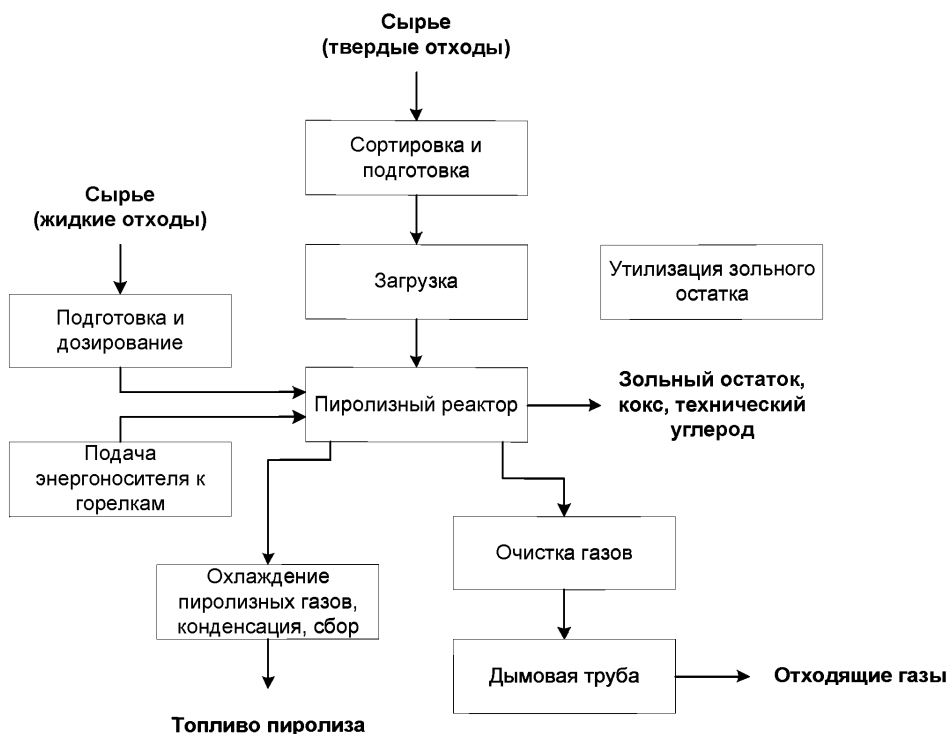 Сырье
(твердые отходы)
Сортировка и
подготовка
Сырье
(жидкие отходы)
Загрузка
Утилизация зольного
остатка
Подготовка и
дозирование
Пиролизный реактор
Зольный остаток,
кокс, технический
углерод
Подача
энергоносителя к
горелкам
Очистка газов
Охлаждение
пиролизных газов,
конденсация, сбор
Дымовая труба
Отходящие газы
Топливо пиролиза